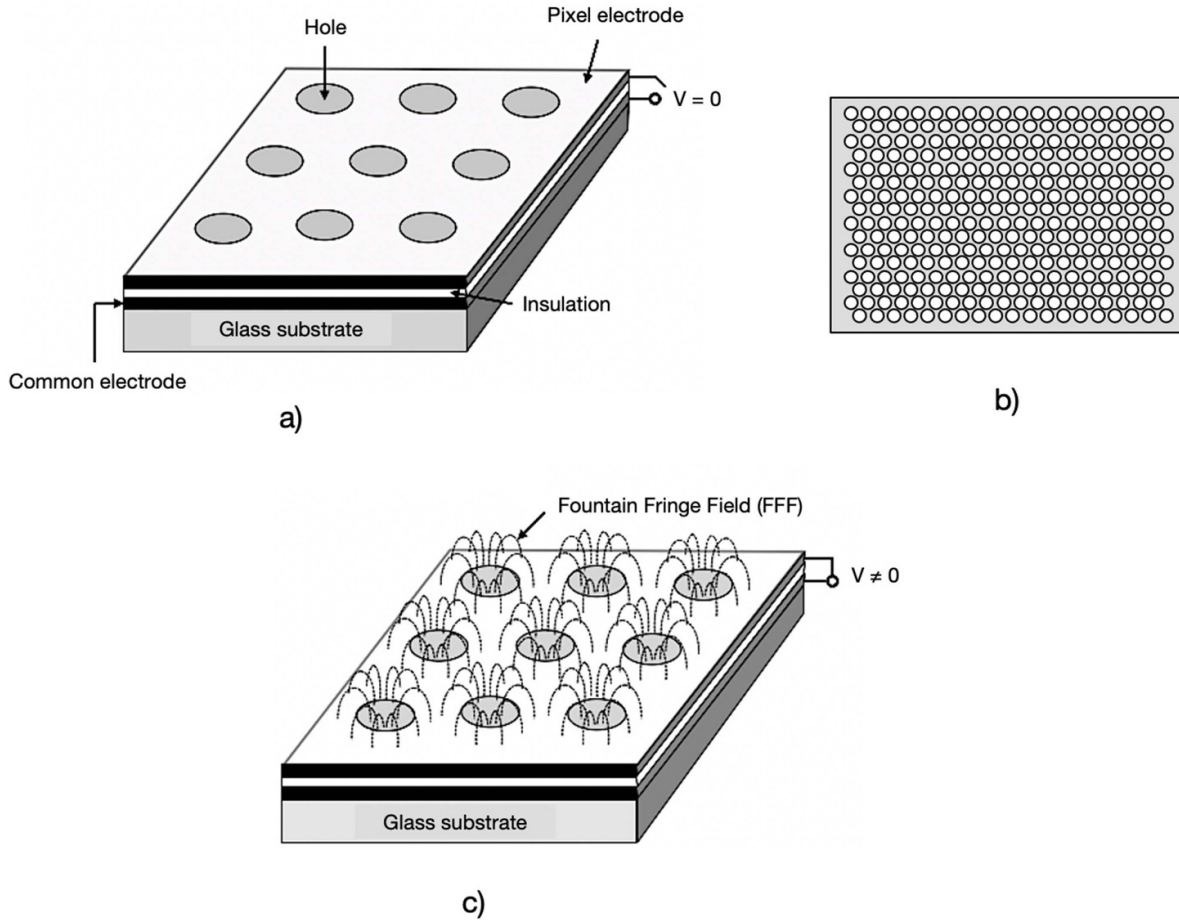 Hole
Pixel electrode
V = 0
Insulation
Glass substrate
Common electrode
a)
b)
Fountain Fringe Field (FFF)
V ≠ 0
Glass substrate
c)